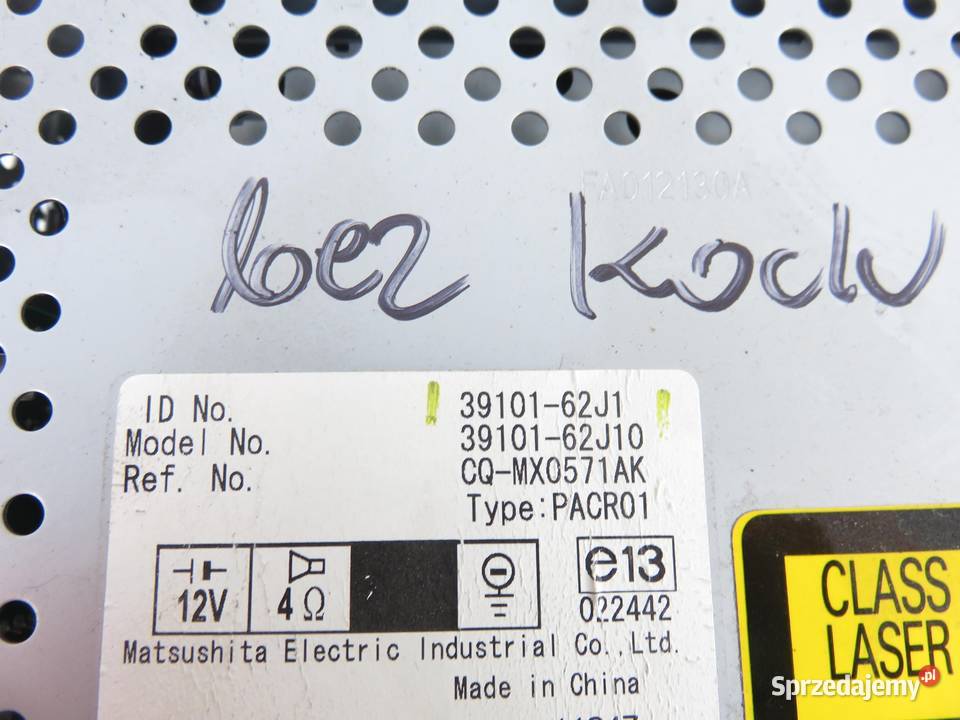 FAD12130A
bez kodu
ID No. 39101-62J1
Model No. 39101-62J10
Ref. No. CQ-MX0571AK
Type:PACR01
12V 4Ω e13
022442
Matsushita Electric Industrial Co.,Ltd.
Made in China
CLASS
LASER
Sprzedajemy.pl